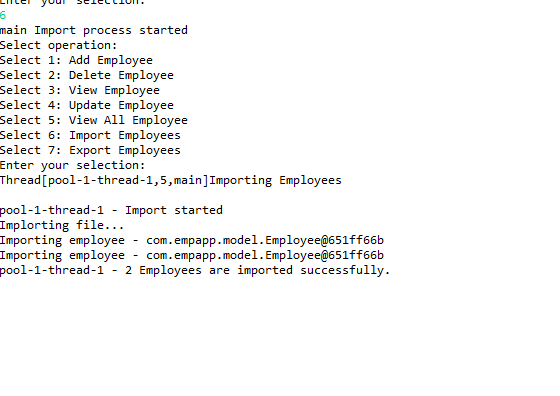 Enter your selection:
6
main Import process started
Select operation:
Select 1: Add Employee
Select 2: Delete Employee
Select 3: View Employee
Select 4: Update Employee
Select 5: View All Employee
Select 6: Import Employees
Select 7: Export Employees
Enter your selection:
Thread[pool-1-thread-1,5,main]Importing Employees
pool-1-thread-1 - Import started
Implorting file...
Importing employee - com.empapp.model.Employee@651ff66b
Importing employee - com.empapp.model.Employee@651ff66b
pool-1-thread-1 - 2 Employees are imported successfully.